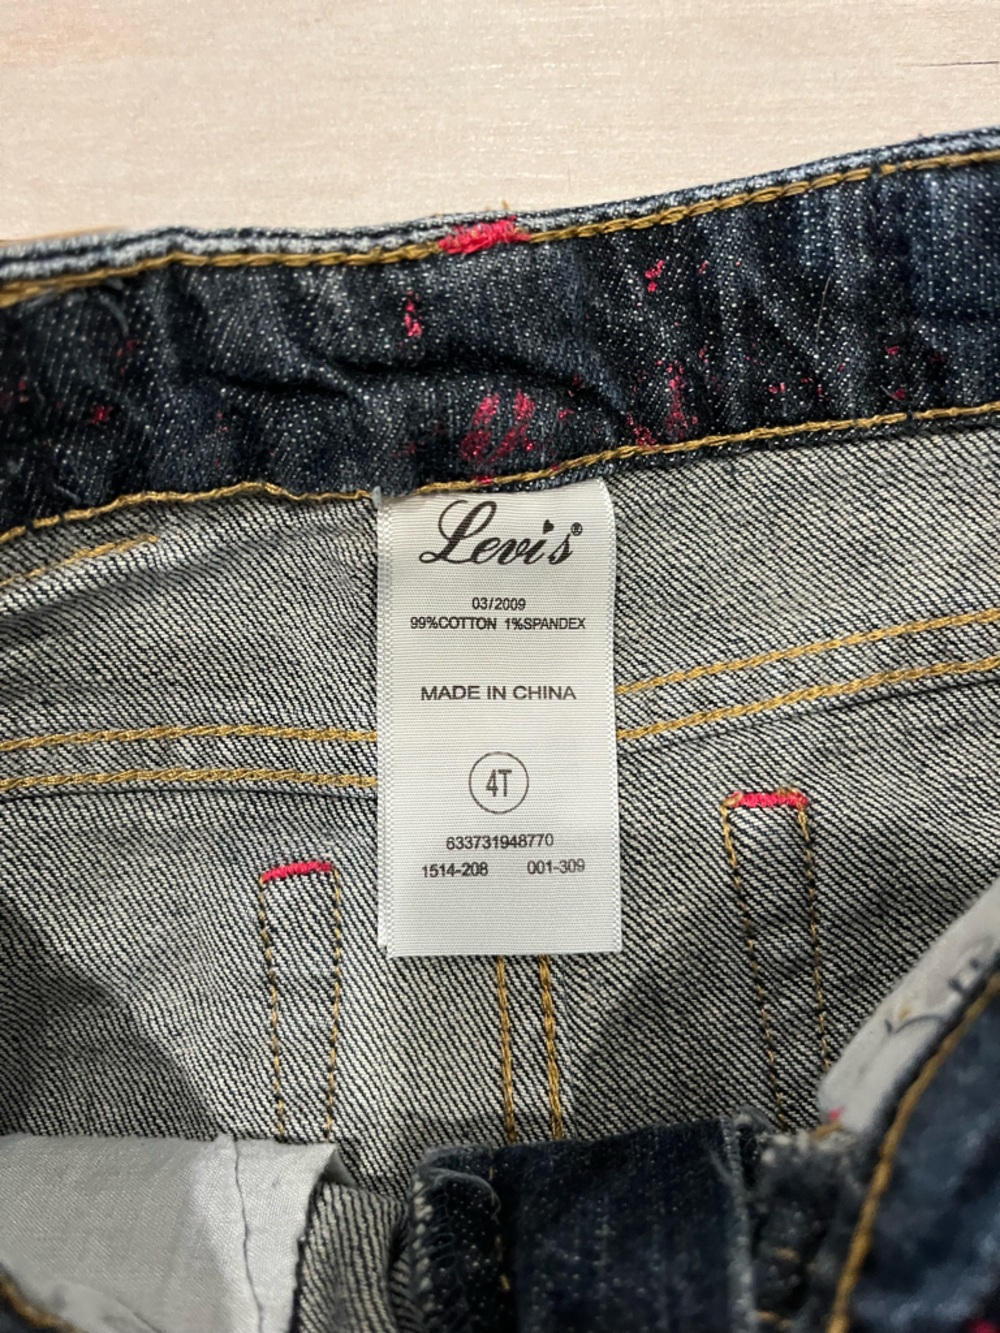 Levi's®
03/2009
99%COTTON 1%SPANDEX
MADE IN CHINA
4T
633731948770
1514-208 001-309